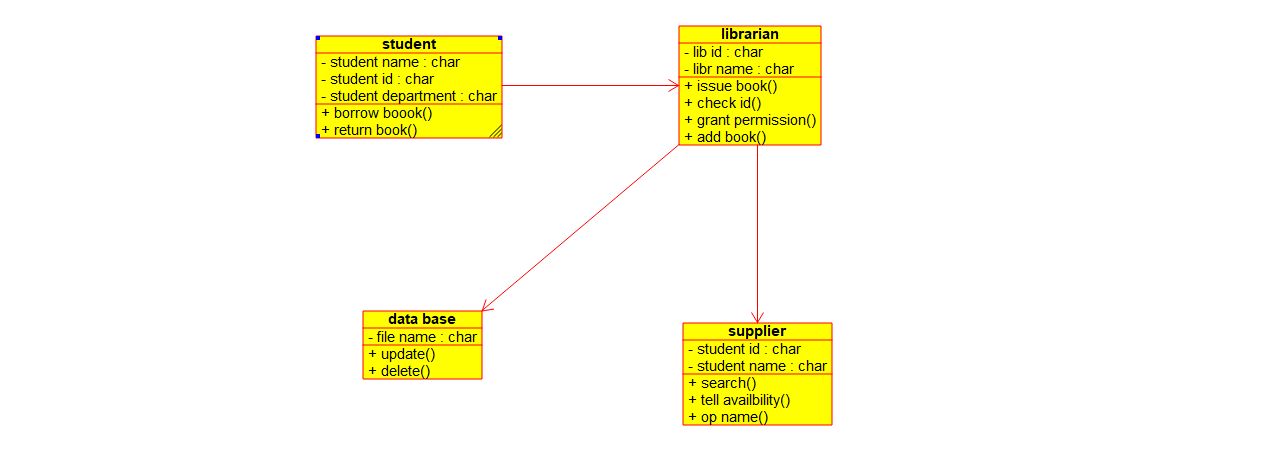 student
- student name : char
- student id : char
- student department : char
+ borrow boook()
+ return book()
librarian
- lib id : char
- libr name : char
+ issue book()
+ check id()
+ grant permission()
+ add book()
data base
- file name : char
+ update()
+ delete()
supplier
- student id : char
- student name : char
+ search()
+ tell availbility()
+ op name()